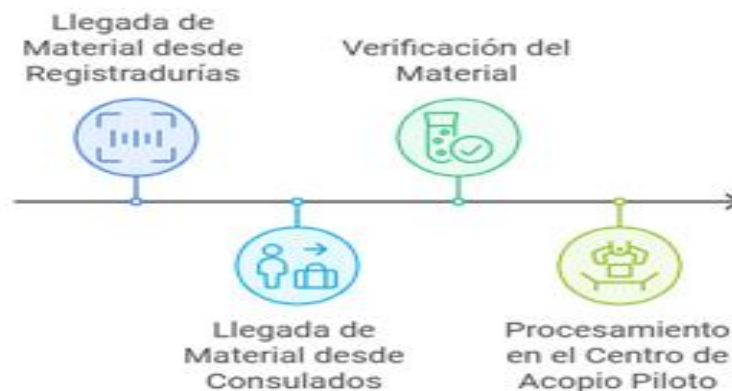 Llegada de
Material desde
Registradurías
Verificación del
Material
Llegada de
Material desde
Consulados
Procesamiento
en el Centro de
Acopio Piloto